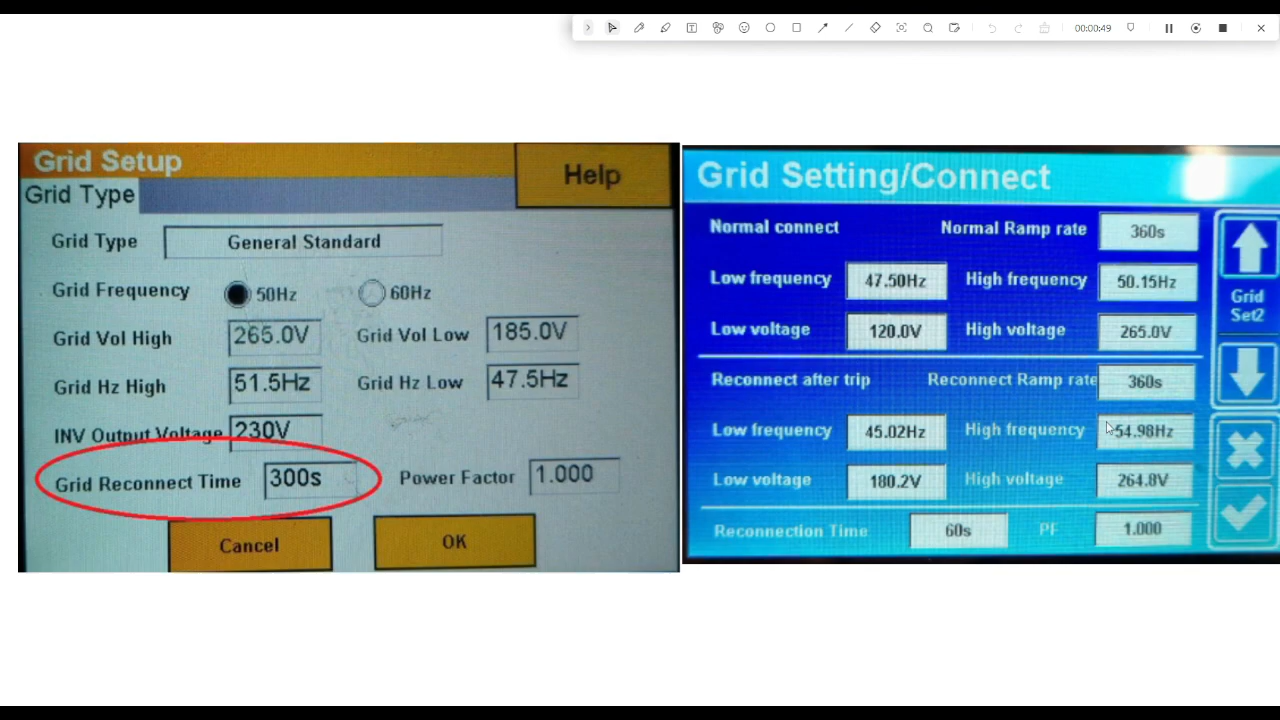 00:00:49
Grid Setup
Help
Grid Type
Grid Type General Standard
Grid Frequency 50Hz 60Hz
Grid Vol High 265.0V Grid Vol Low 185.0V
Grid Hz High 51.5Hz Grid Hz Low 47.5Hz
INV Output Voltage 230V
Grid Reconnect Time 300s Power Factor 1.000
Cancel OK
Grid Setting/Connect
Normal connect Normal Ramp rate 360s
Low frequency 47.50Hz High frequency 50.15Hz
Low voltage 120.0V High voltage 265.0V
Grid
Set2
Reconnect after trip Reconnect Ramp rate 360s
Low frequency 45.02Hz High frequency 54.98Hz
Low voltage 180.2V High voltage 264.8V
Reconnection Time 60s PF 1.000